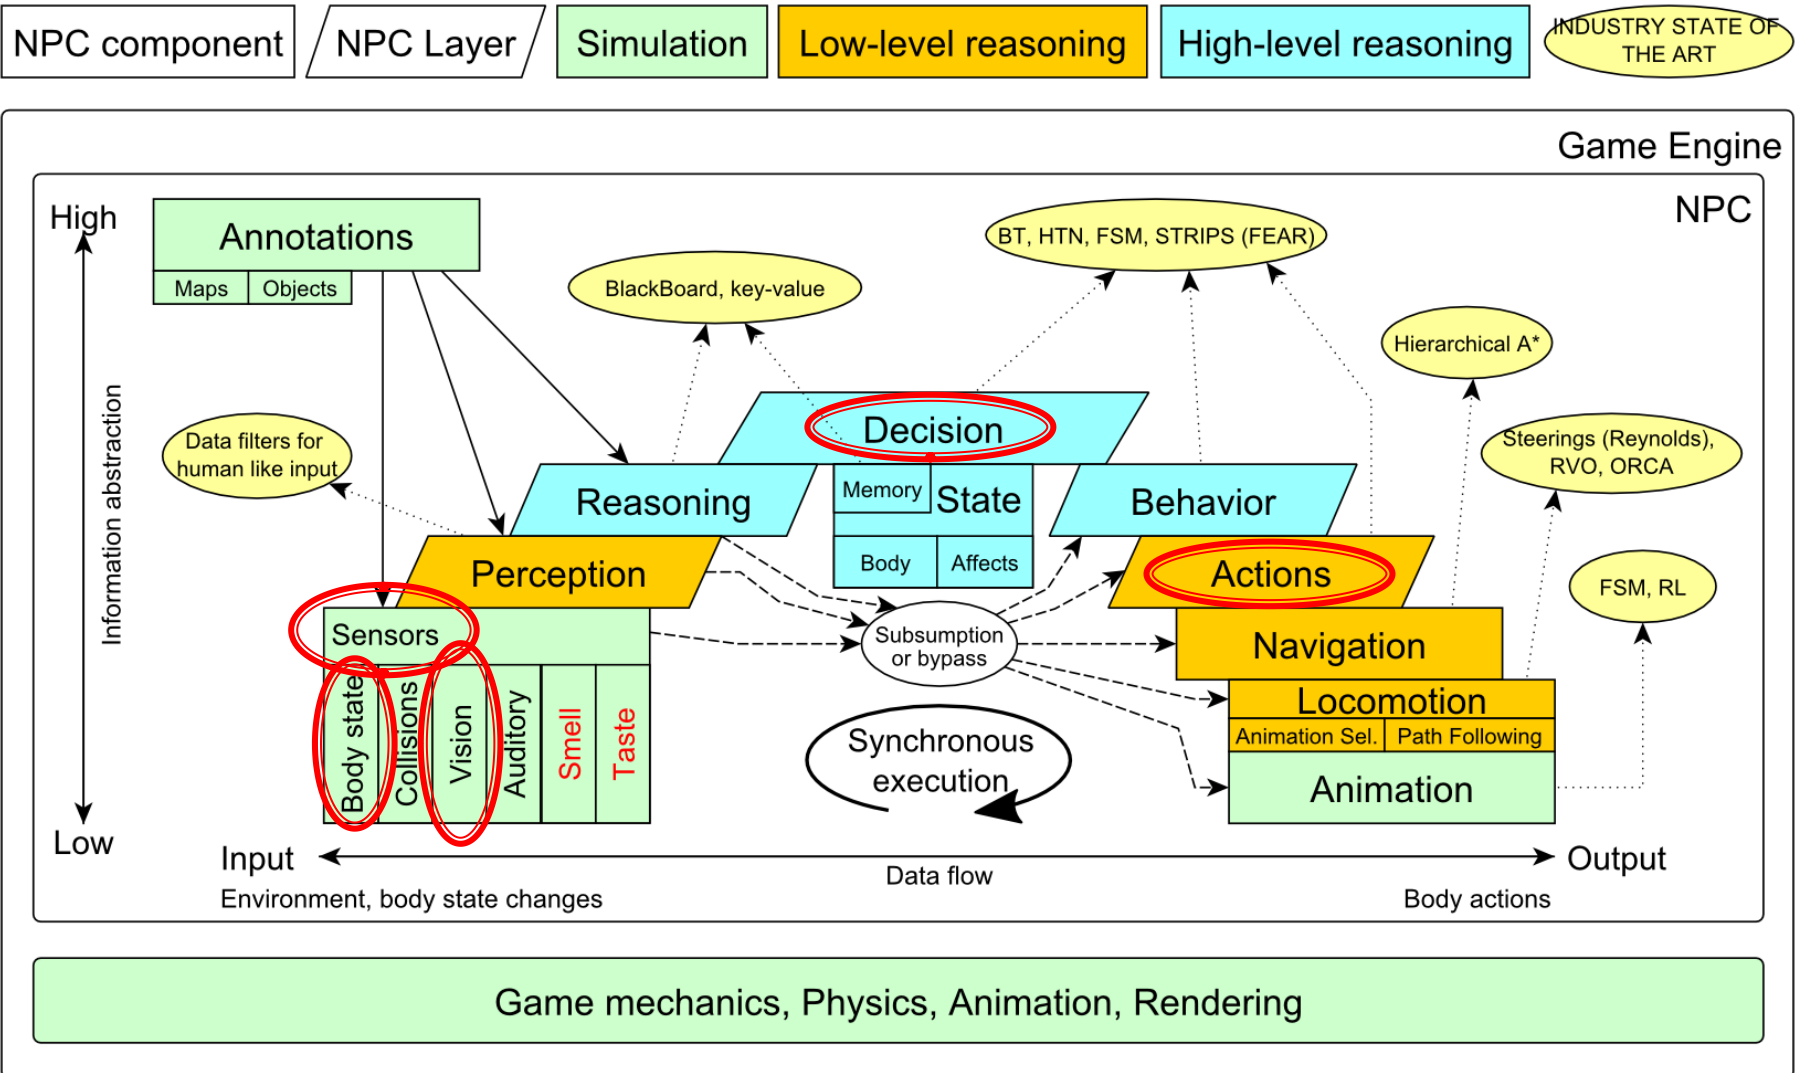 NPC component
NPC Layer
Simulation
Low-level reasoning
High-level reasoning
INDUSTRY STATE OF
THE ART
Game Engine
NPC
High
Information abstraction
Low
Annotations
Maps
Objects
BlackBoard, key-value
BT, HTN, FSM, STRIPS (FEAR)
Hierarchical A*
Data filters for
human like input
Steerings (Reynolds),
RVO, ORCA
FSM, RL
Decision
Reasoning
Memory
State
Body
Affects
Behavior
Perception
Actions
Sensors
Body state
Collisions
Vision
Auditory
Smell
Taste
Subsumption
or bypass
Navigation
Locomotion
Animation Sel.
Path Following
Animation
Synchronous
execution
Input
Output
Data flow
Environment, body state changes
Body actions
Game mechanics, Physics, Animation, Rendering